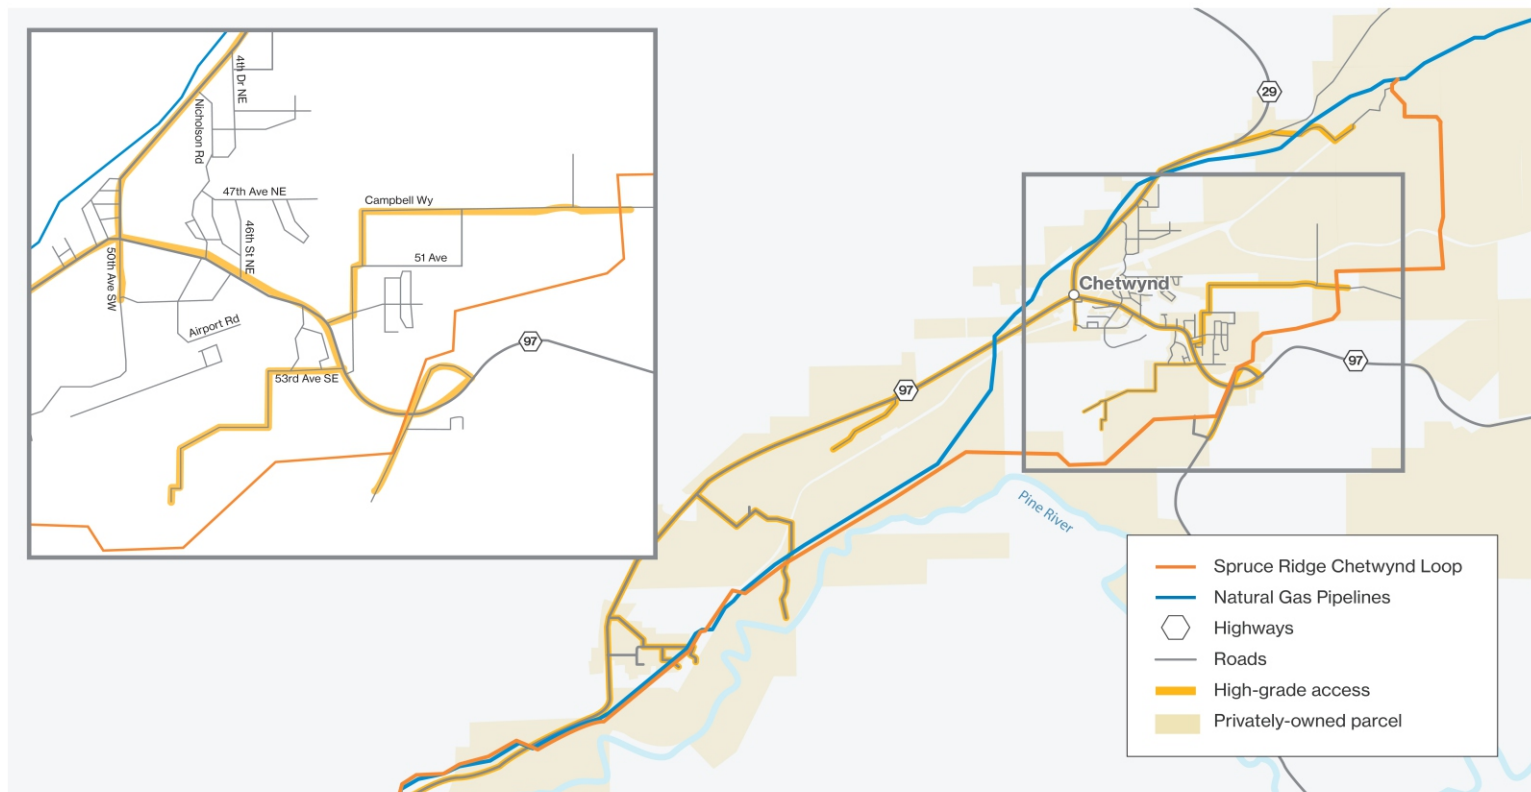 4th Dr NE
Nicholson Rd
47th Ave NE
Campbell Wy
46th St NE
50th Ave SW
51 Ave
Airport Rd
53rd Ave SE
97
29
Chetwynd
97
97
Pine River
Spruce Ridge Chetwynd Loop
Natural Gas Pipelines
Highways
Roads
High-grade access
Privately-owned parcel